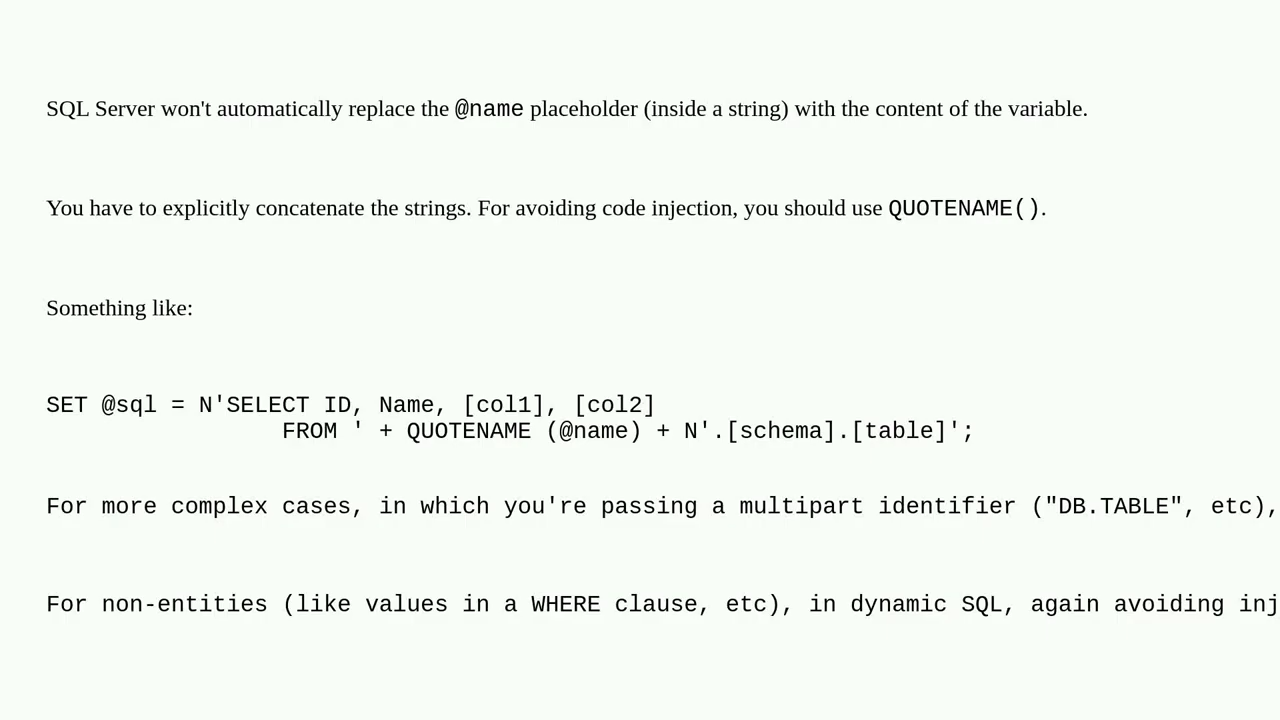 SQL Server won't automatically replace the @name placeholder (inside a string) with the content of the variable.
You have to explicitly concatenate the strings. For avoiding code injection, you should use QUOTENAME().
Something like:
SET @sql = N'SELECT ID, Name, [col1], [col2]
FROM ' + QUOTENAME (@name) + N'.[schema].[table]';
For more complex cases, in which you're passing a multipart identifier ("DB.TABLE", etc),
For non-entities (like values in a WHERE clause, etc), in dynamic SQL, again avoiding